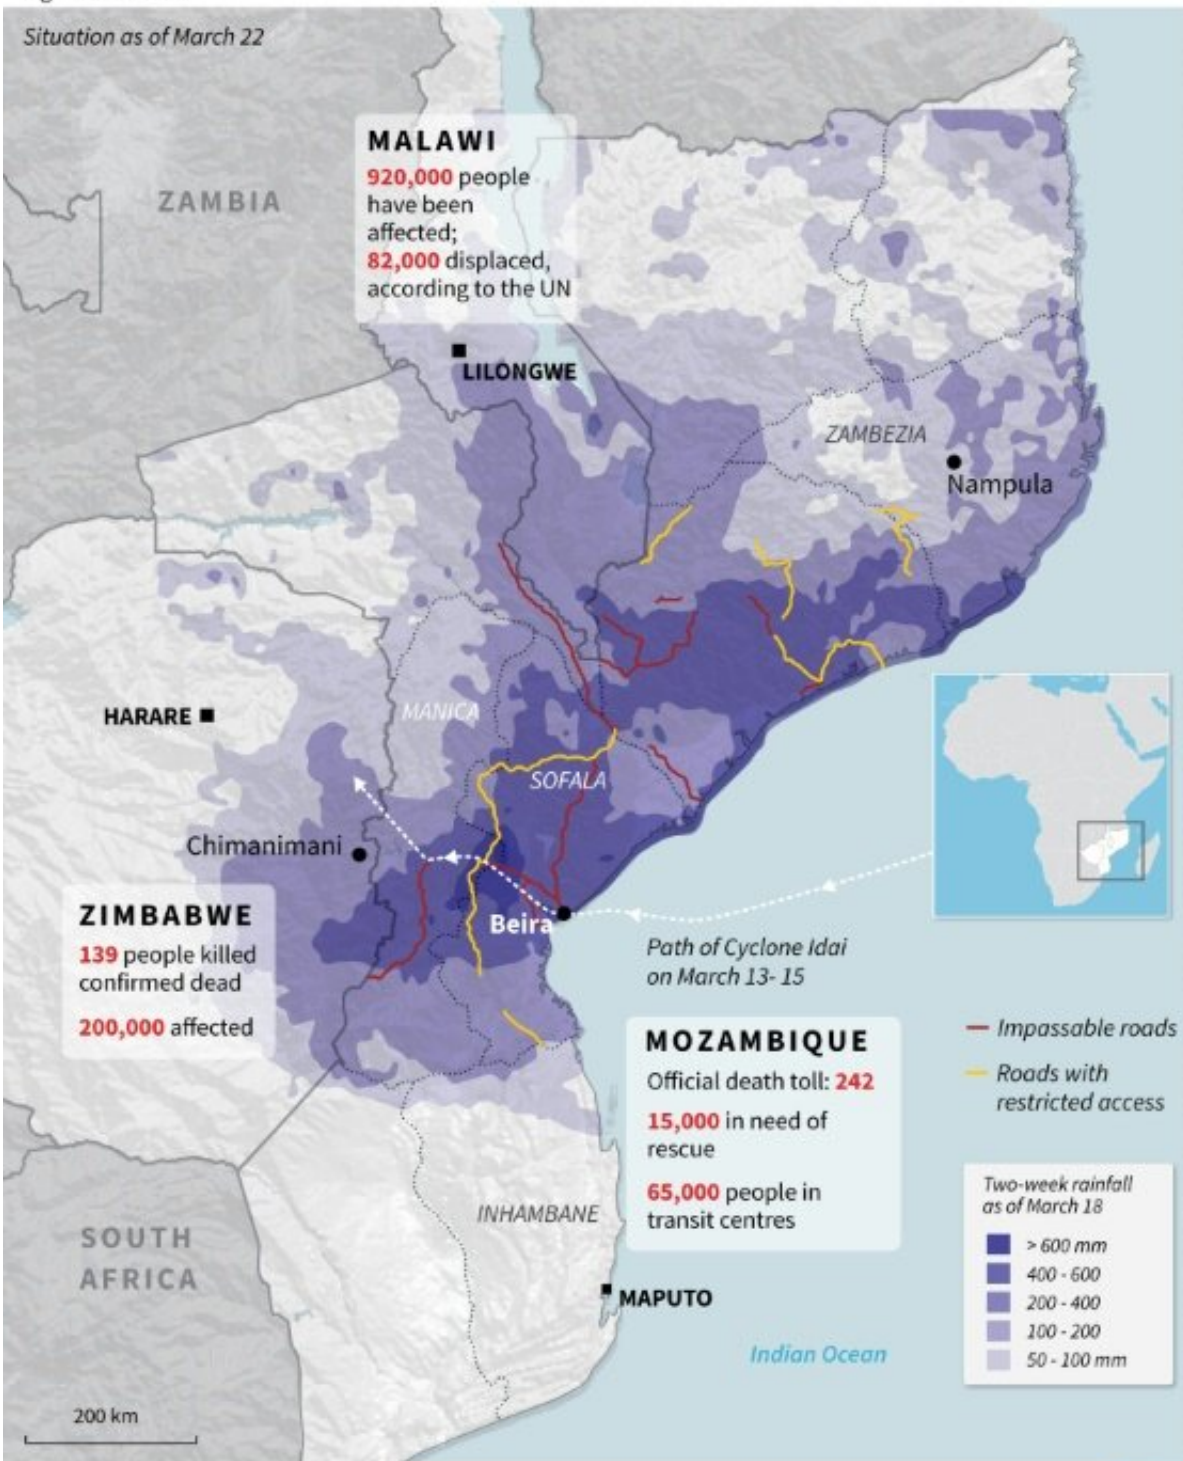 Situation as of March 22
ZAMBIA
MALAWI
920,000 people
have been
affected;
82,000 displaced,
according to the UN
LILONGWE
ZAMBEZIA
Nampula
MANICA
HARARE
SOFALA
Chimanimani
ZIMBABWE
139 people killed
confirmed dead
200,000 affected
Beira
Path of Cyclone Idai
on March 13- 15
MOZAMBIQUE
Official death toll: 242
15,000 in need of
rescue
65,000 people in
transit centres
Impassable roads
Roads with
restricted access
Two-week rainfall
as of March 18
> 600 mm
400 - 600
200 - 400
100 - 200
50 - 100 mm
INHAMBANE
SOUTH
AFRICA
MAPUTO
Indian Ocean
200 km